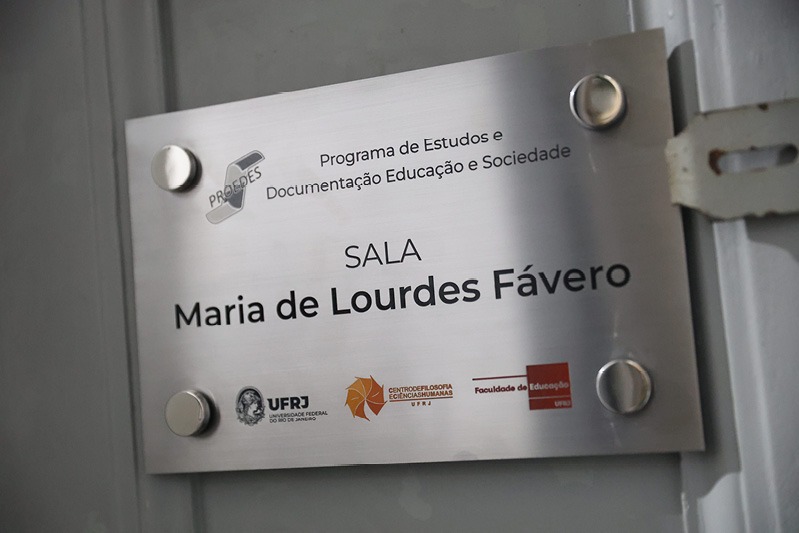 PROEDES
Programa de Estudos e
Documentação Educação e Sociedade
SALA
Maria de Lourdes Fávero
UFRJ
UNIVERSIDADE FEDERAL
DO RIO DE JANEIRO
CENTRODEFILOSOFIA
ECIÊNCIASHUMANAS
UFRJ
Faculdade de Educação
UFRJ